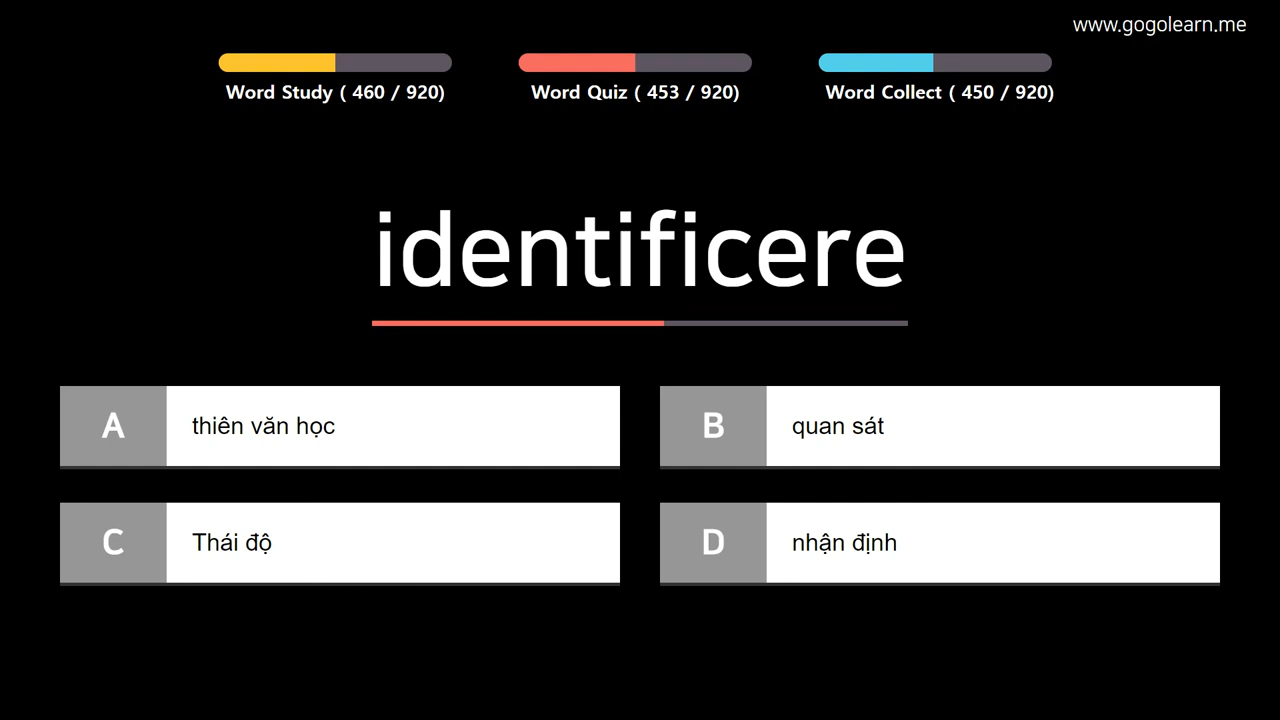 www.gogolearn.me
Word Study ( 460 / 920)
Word Quiz ( 453 / 920)
Word Collect ( 450 / 920)
identificere
A thiên văn học
B quan sát
C Thái độ
D nhận định